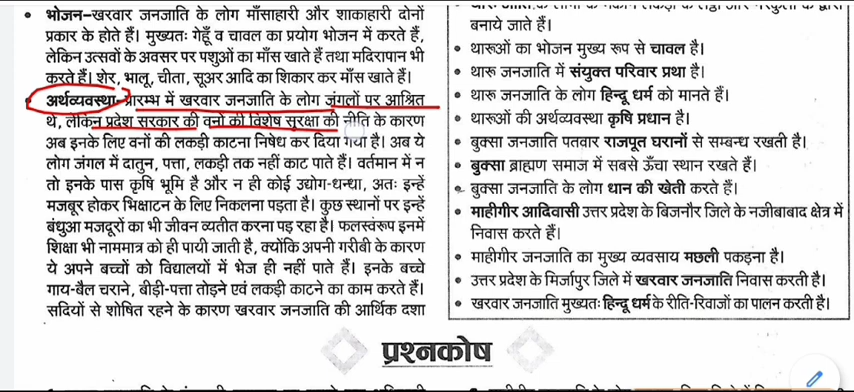 भोजन–खरवार जनजाति के लोग माँसाहारी और शाकाहारी दोनों
प्रकार के होते हैं। मुख्यतः गेहूँ व चावल का प्रयोग भोजन में करते हैं,
लेकिन उत्सवों के अवसर पर पशुओं का माँस खाते हैं तथा मदिरापान भी
करते हैं। शेर, भालू, चीता, सूअर आदि का शिकार कर माँस खाते हैं।
अर्थव्यवस्था–प्रारम्भ में खरवार जनजाति के लोग जंगलों पर आश्रित
थे, लेकिन प्रदेश सरकार की वनों की विशेष सुरक्षा की नीति के कारण
अब इनके लिए वनों की लकड़ी काटना निषेध कर दिया गया है। अब ये
लोग जंगल में दातुन, पत्ता, लकड़ी तक नहीं काट पाते हैं। वर्तमान में न
तो इनके पास कृषि भूमि है और न ही कोई उद्योग-धन्धा, अतः इन्हें
मजबूर होकर भिक्षाटन के लिए निकलना पड़ता है। कुछ स्थानों पर इन्हें
बंधुआ मजदूरों का भी जीवन व्यतीत करना पड़ रहा है। फलस्वरूप इनमें
शिक्षा भी नाममात्र को ही पायी जाती है, क्योंकि अपनी गरीबी के कारण
ये अपने बच्चों को विद्यालयों में भेज ही नहीं पाते हैं। इनके बच्चे
गाय-बैल चराने, बीड़ी-पत्ता तोड़ने एवं लकड़ी काटने का काम करते हैं।
सदियों से शोषित रहने के कारण खरवार जनजाति की आर्थिक दशा
बनाये जाते हैं।
थारूओं का भोजन मुख्य रूप से चावल है।
थारू जनजाति में संयुक्त परिवार प्रथा है।
थारू जनजाति के लोग हिन्दू धर्म को मानते हैं।
थारूओं की अर्थव्यवस्था कृषि प्रधान है।
बुक्सा जनजाति पतवार राजपूत घरानों से सम्बन्ध रखती है।
बुक्सा ब्राह्मण समाज में सबसे ऊँचा स्थान रखते हैं।
बुक्सा जनजाति के लोग धान की खेती करते हैं।
माहीगीर आदिवासी उत्तर प्रदेश के बिजनौर जिले के नजीबाबाद क्षेत्र में
निवास करते हैं।
माहीगीर जनजाति का मुख्य व्यवसाय मछली पकड़ना है।
उत्तर प्रदेश के मिर्जापुर जिले में खरवार जनजाति निवास करती है।
खरवार जनजाति मुख्यतः हिन्दू धर्म के रीति-रिवाजों का पालन करती है।
प्रश्नकोष